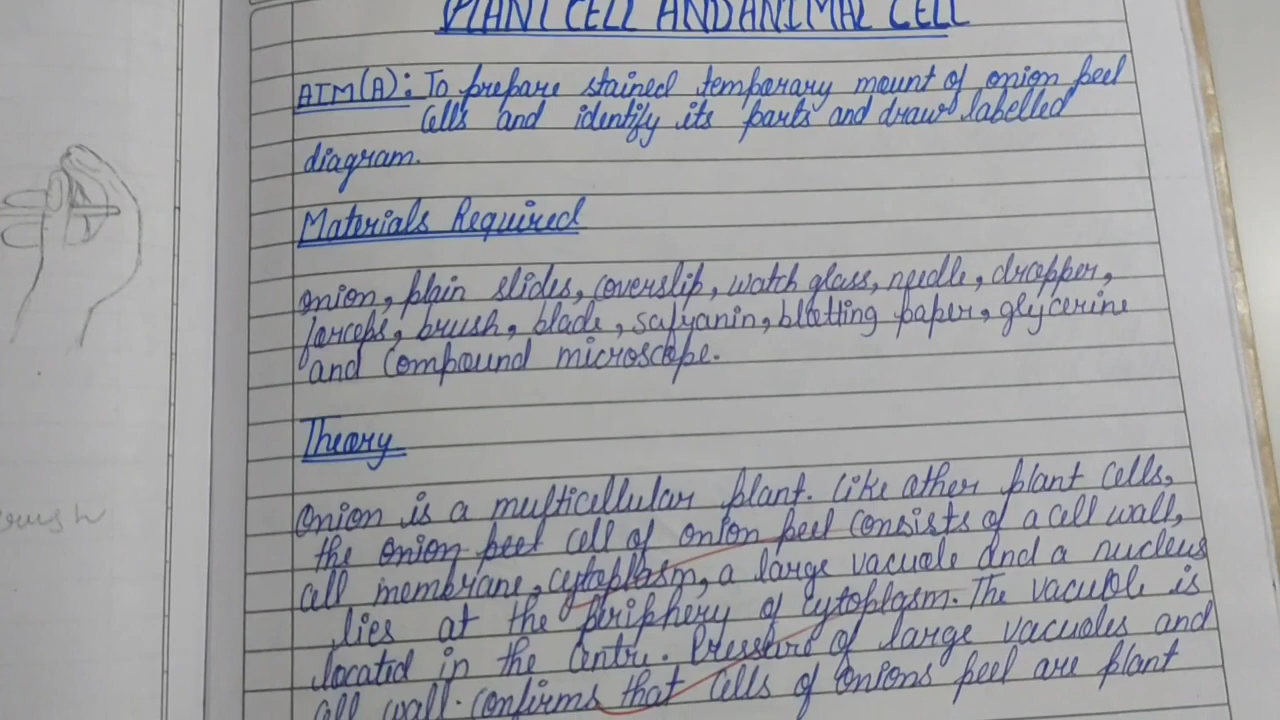 PLANT CELL AND ANIMAL CELL
AIM(A): To prepare stained temporary mount of onion peel
Cells and identify its parts and draw labelled
diagram.
Materials Required
onion, plain slides, coverslip, watch glass, needle, dropper,
forceps, brush, blade, safranin, blotting paper, glycerine
and Compound microscope.
Theory
Onion is a multicellular plant. Like other plant Cells,
the onion peel cell of onion peel Consists of a cell wall,
cell membrane, cytoplasm, a large vacuole and a nucleus
lies at the periphery of cytoplasm. The vacuole is
located in the Centre. Pressure of large vacuoles and
cell wall. Confirms that Cells of onions peel are plant